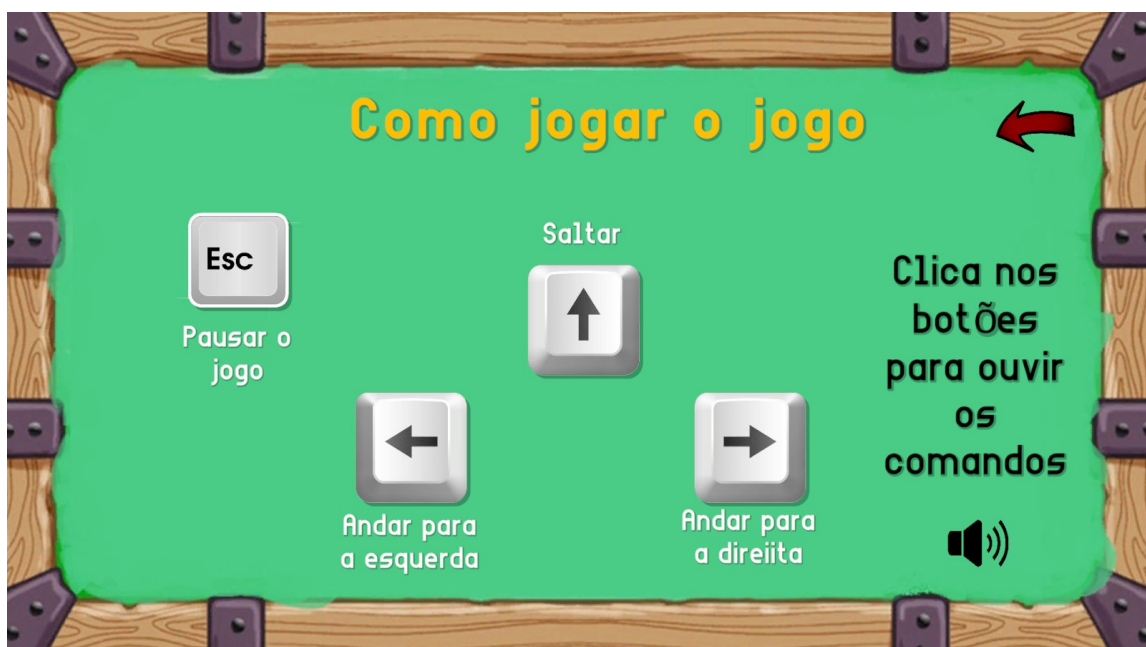 Como jogar o jogo
Esc
Pausar o
jogo
Saltar
Andar para
a esquerda
Andar para
a direiita
Clica nos
botões
para ouvir
os
comandos